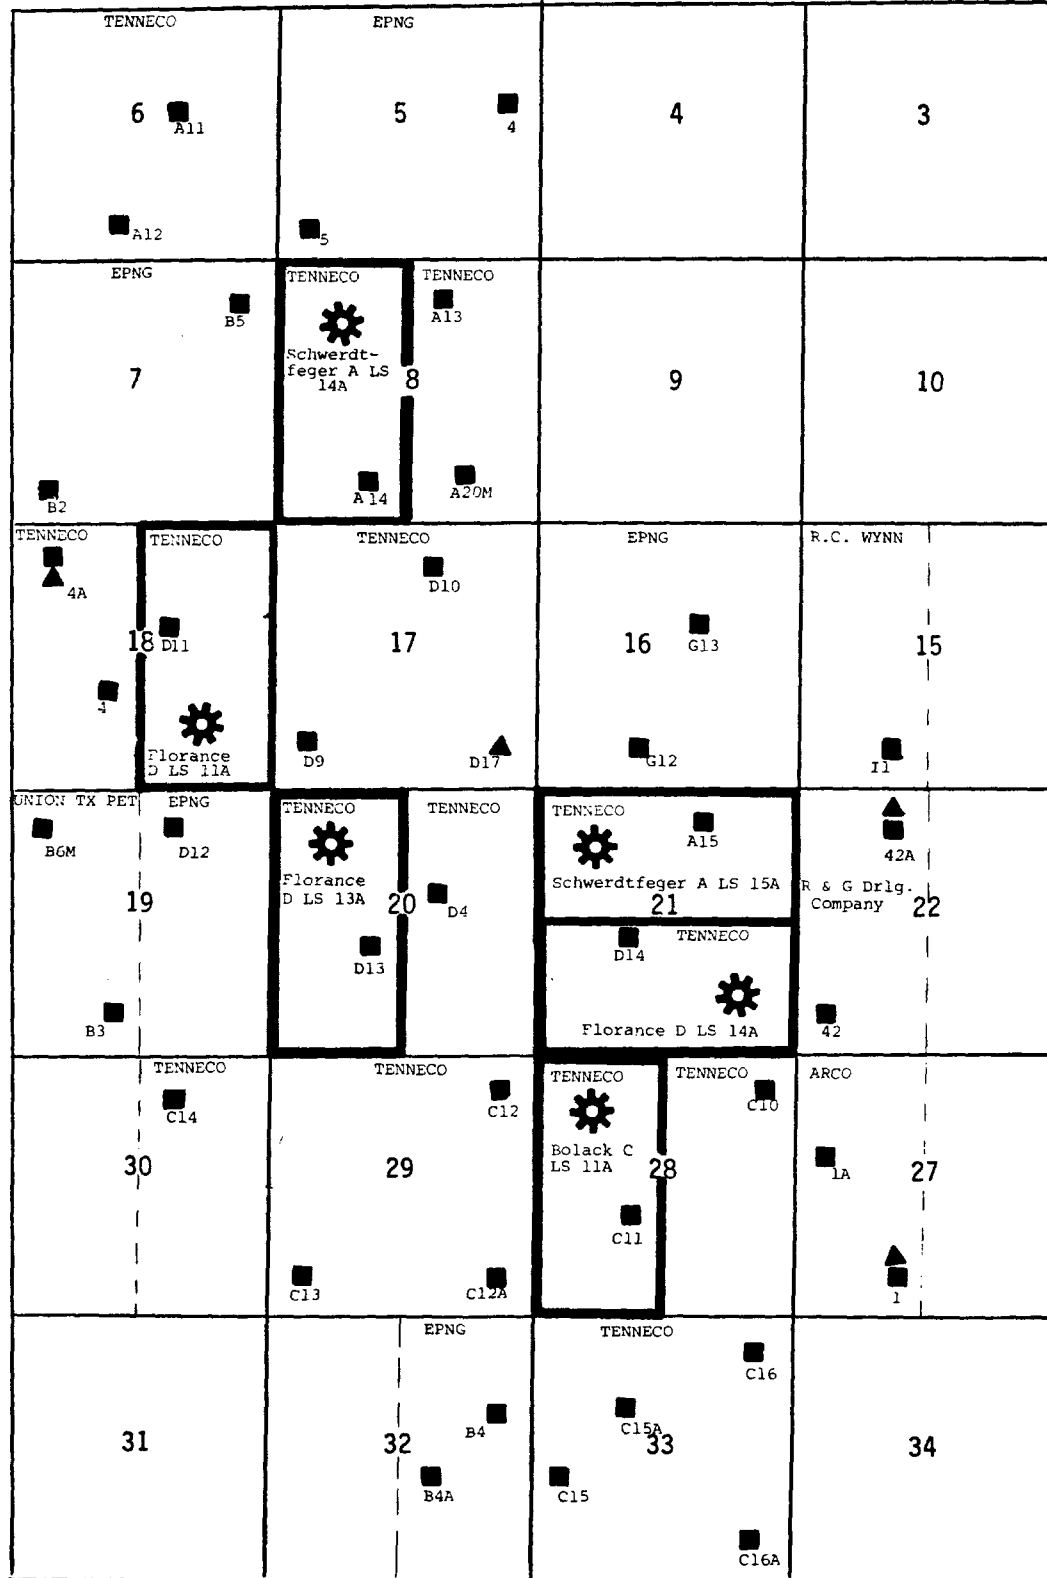 TENNECO
EPNG
6
A11
5
4
4
3
A12
5
EPNG
B5
7
B2
TENNECO
Schwerdt-
feger A LS
14A
A14
8
TENNECO
A13
A20M
9
10
TENNECO
4A
18
TENNECO
D11
Florance
D LS 11A
TENNECO
D10
17
D9
D17
EPNG
16
G13
G12
R.C. WYNN
15
I1
UNION TX PET
EPNG
B6M
D12
19
B3
TENNECO
Florance
D LS 13A
20
D13
TENNECO
D4
TENNECO
A15
Schwerdtfeger A LS 15A
21
TENNECO
D14
Florance D LS 14A
42A
R & G Drlg.
Company
22
42
TENNECO
C14
30
TENNECO
C12
29
C13
C12A
TENNECO
Bolack C
LS 11A
28
C11
TENNECO
C10
ARCO
1A
27
1
31
EPNG
B4
32
B4A
TENNECO
C16
C15A
33
C15
C16A
34